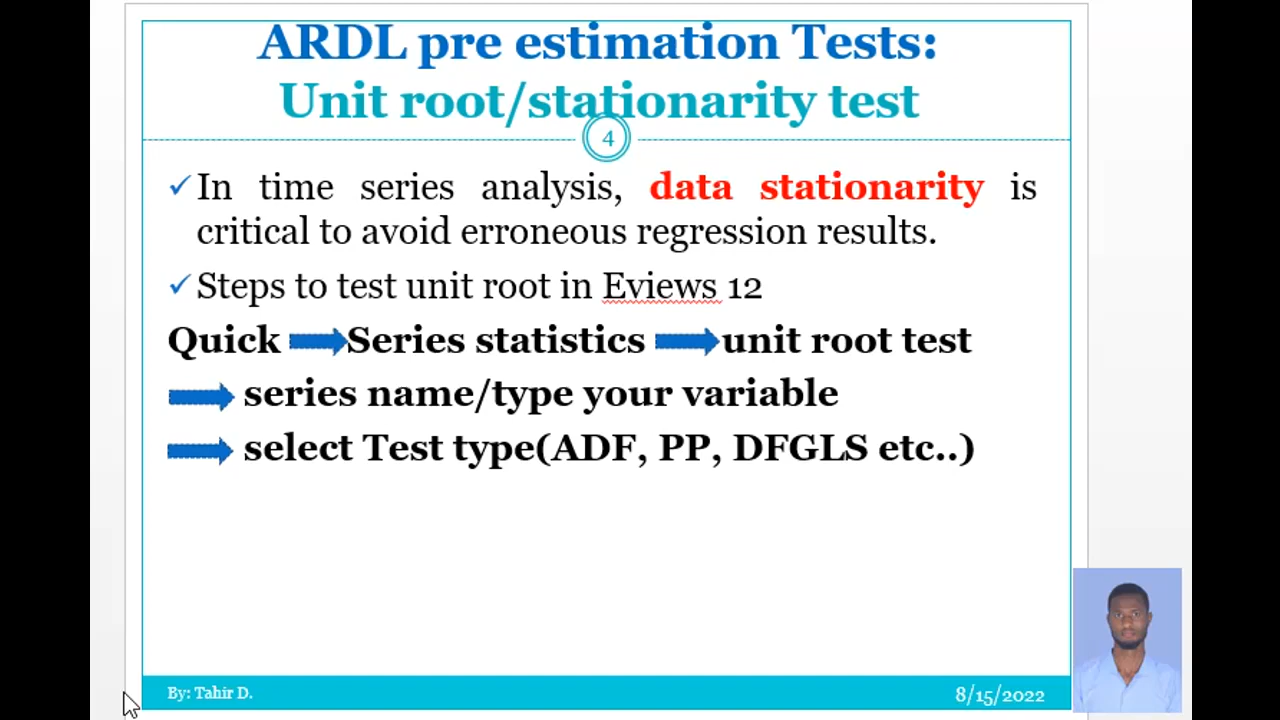 ARDL pre estimation Tests:
Unit root/stationarity test
4
In time series analysis, data stationarity is
critical to avoid erroneous regression results.
Steps to test unit root in Eviews 12
Quick Series statistics unit root test
series name/type your variable
select Test type(ADF, PP, DFGLS etc..)
By: Tahir D.
8/15/2022